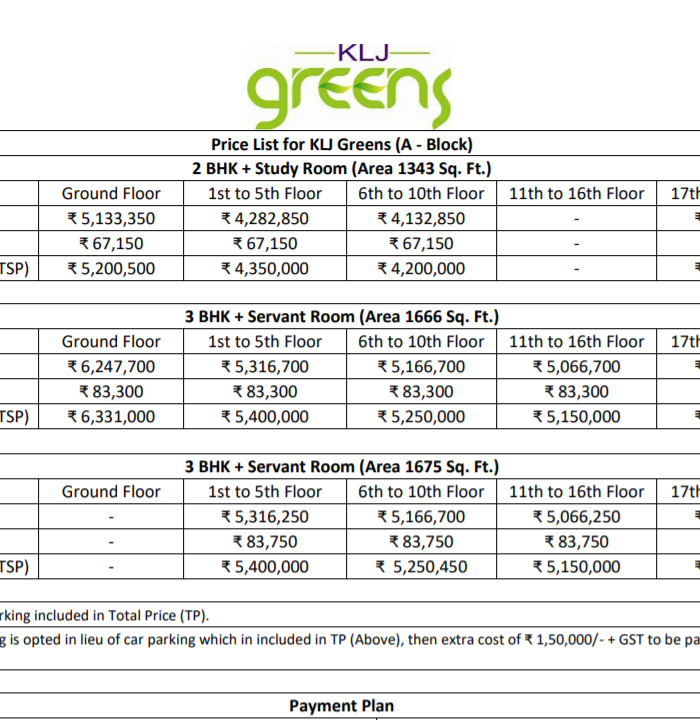 KLJ
greens
Price List for KLJ Greens (A - Block)
2 BHK + Study Room (Area 1343 Sq. Ft.)
Ground Floor 1st to 5th Floor 6th to 10th Floor 11th to 16th Floor 17th
₹ 5,133,350 ₹ 4,282,850 ₹ 4,132,850 - ₹
₹ 67,150 ₹ 67,150 ₹ 67,150 -
TSP) ₹ 5,200,500 ₹ 4,350,000 ₹ 4,200,000 - ₹
3 BHK + Servant Room (Area 1666 Sq. Ft.)
Ground Floor 1st to 5th Floor 6th to 10th Floor 11th to 16th Floor 17th
₹ 6,247,700 ₹ 5,316,700 ₹ 5,166,700 ₹ 5,066,700 ₹
₹ 83,300 ₹ 83,300 ₹ 83,300 ₹ 83,300
TSP) ₹ 6,331,000 ₹ 5,400,000 ₹ 5,250,000 ₹ 5,150,000 ₹
3 BHK + Servant Room (Area 1675 Sq. Ft.)
Ground Floor 1st to 5th Floor 6th to 10th Floor 11th to 16th Floor 17th
- ₹ 5,316,250 ₹ 5,166,700 ₹ 5,066,250 ₹
- ₹ 83,750 ₹ 83,750 ₹ 83,750
TSP) - ₹ 5,400,000 ₹ 5,250,450 ₹ 5,150,000 ₹
rking included in Total Price (TP).
g is opted in lieu of car parking which in included in TP (Above), then extra cost of ₹ 1,50,000/- + GST to be pa
Payment Plan